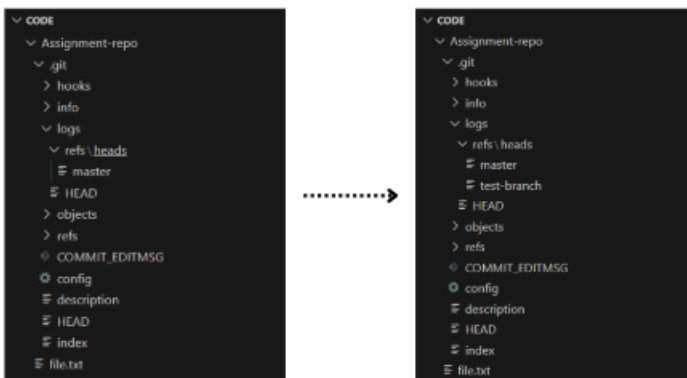 CODE
Assignment-repo
.git
hooks
info
logs
refs\heads
master
HEAD
objects
refs
COMMIT_EDITMSG
config
description
HEAD
index
file.txt
CODE
Assignment-repo
.git
hooks
info
logs
refs\heads
master
test-branch
HEAD
objects
refs
COMMIT_EDITMSG
config
description
HEAD
index
file.txt